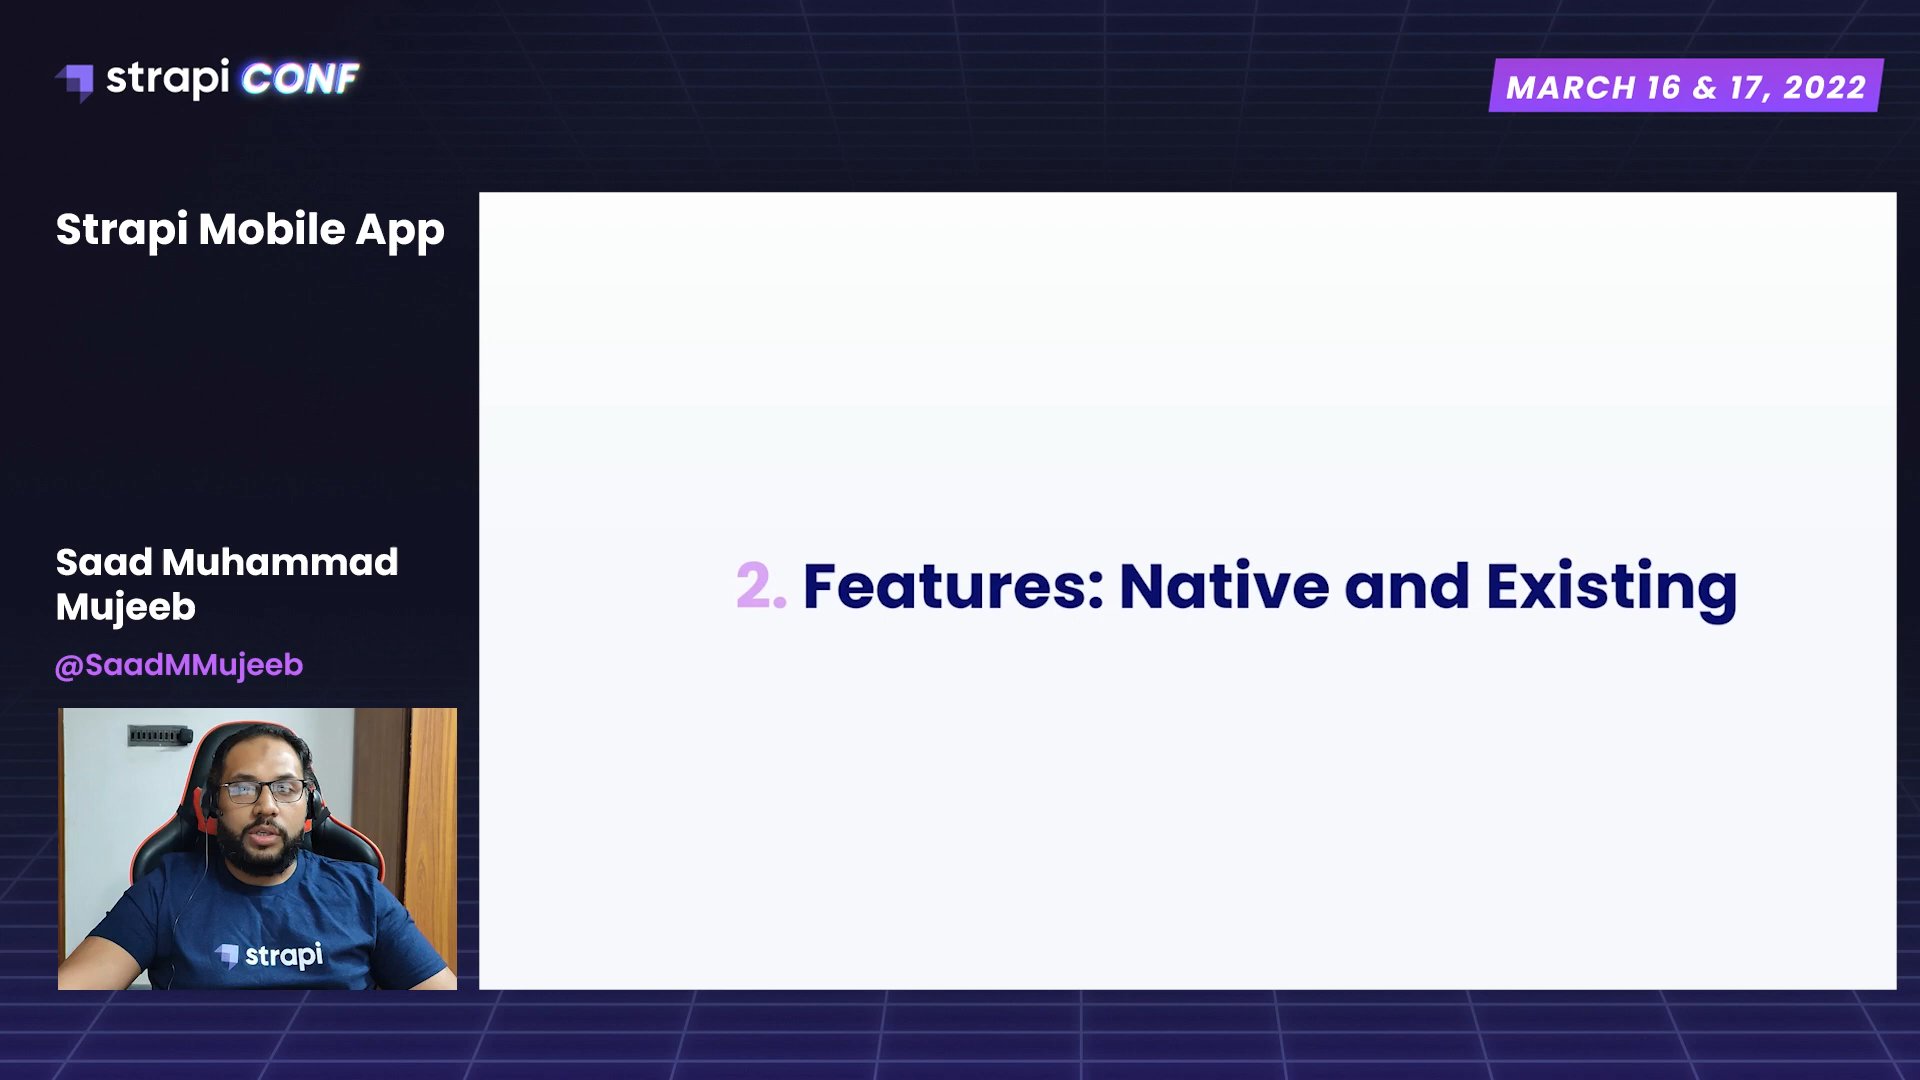 strapi CONF
MARCH 16 & 17, 2022
Strapi Mobile App
2. Features: Native and Existing
Saad Muhammad
Mujeeb
@SaadMMujeeb
strapi